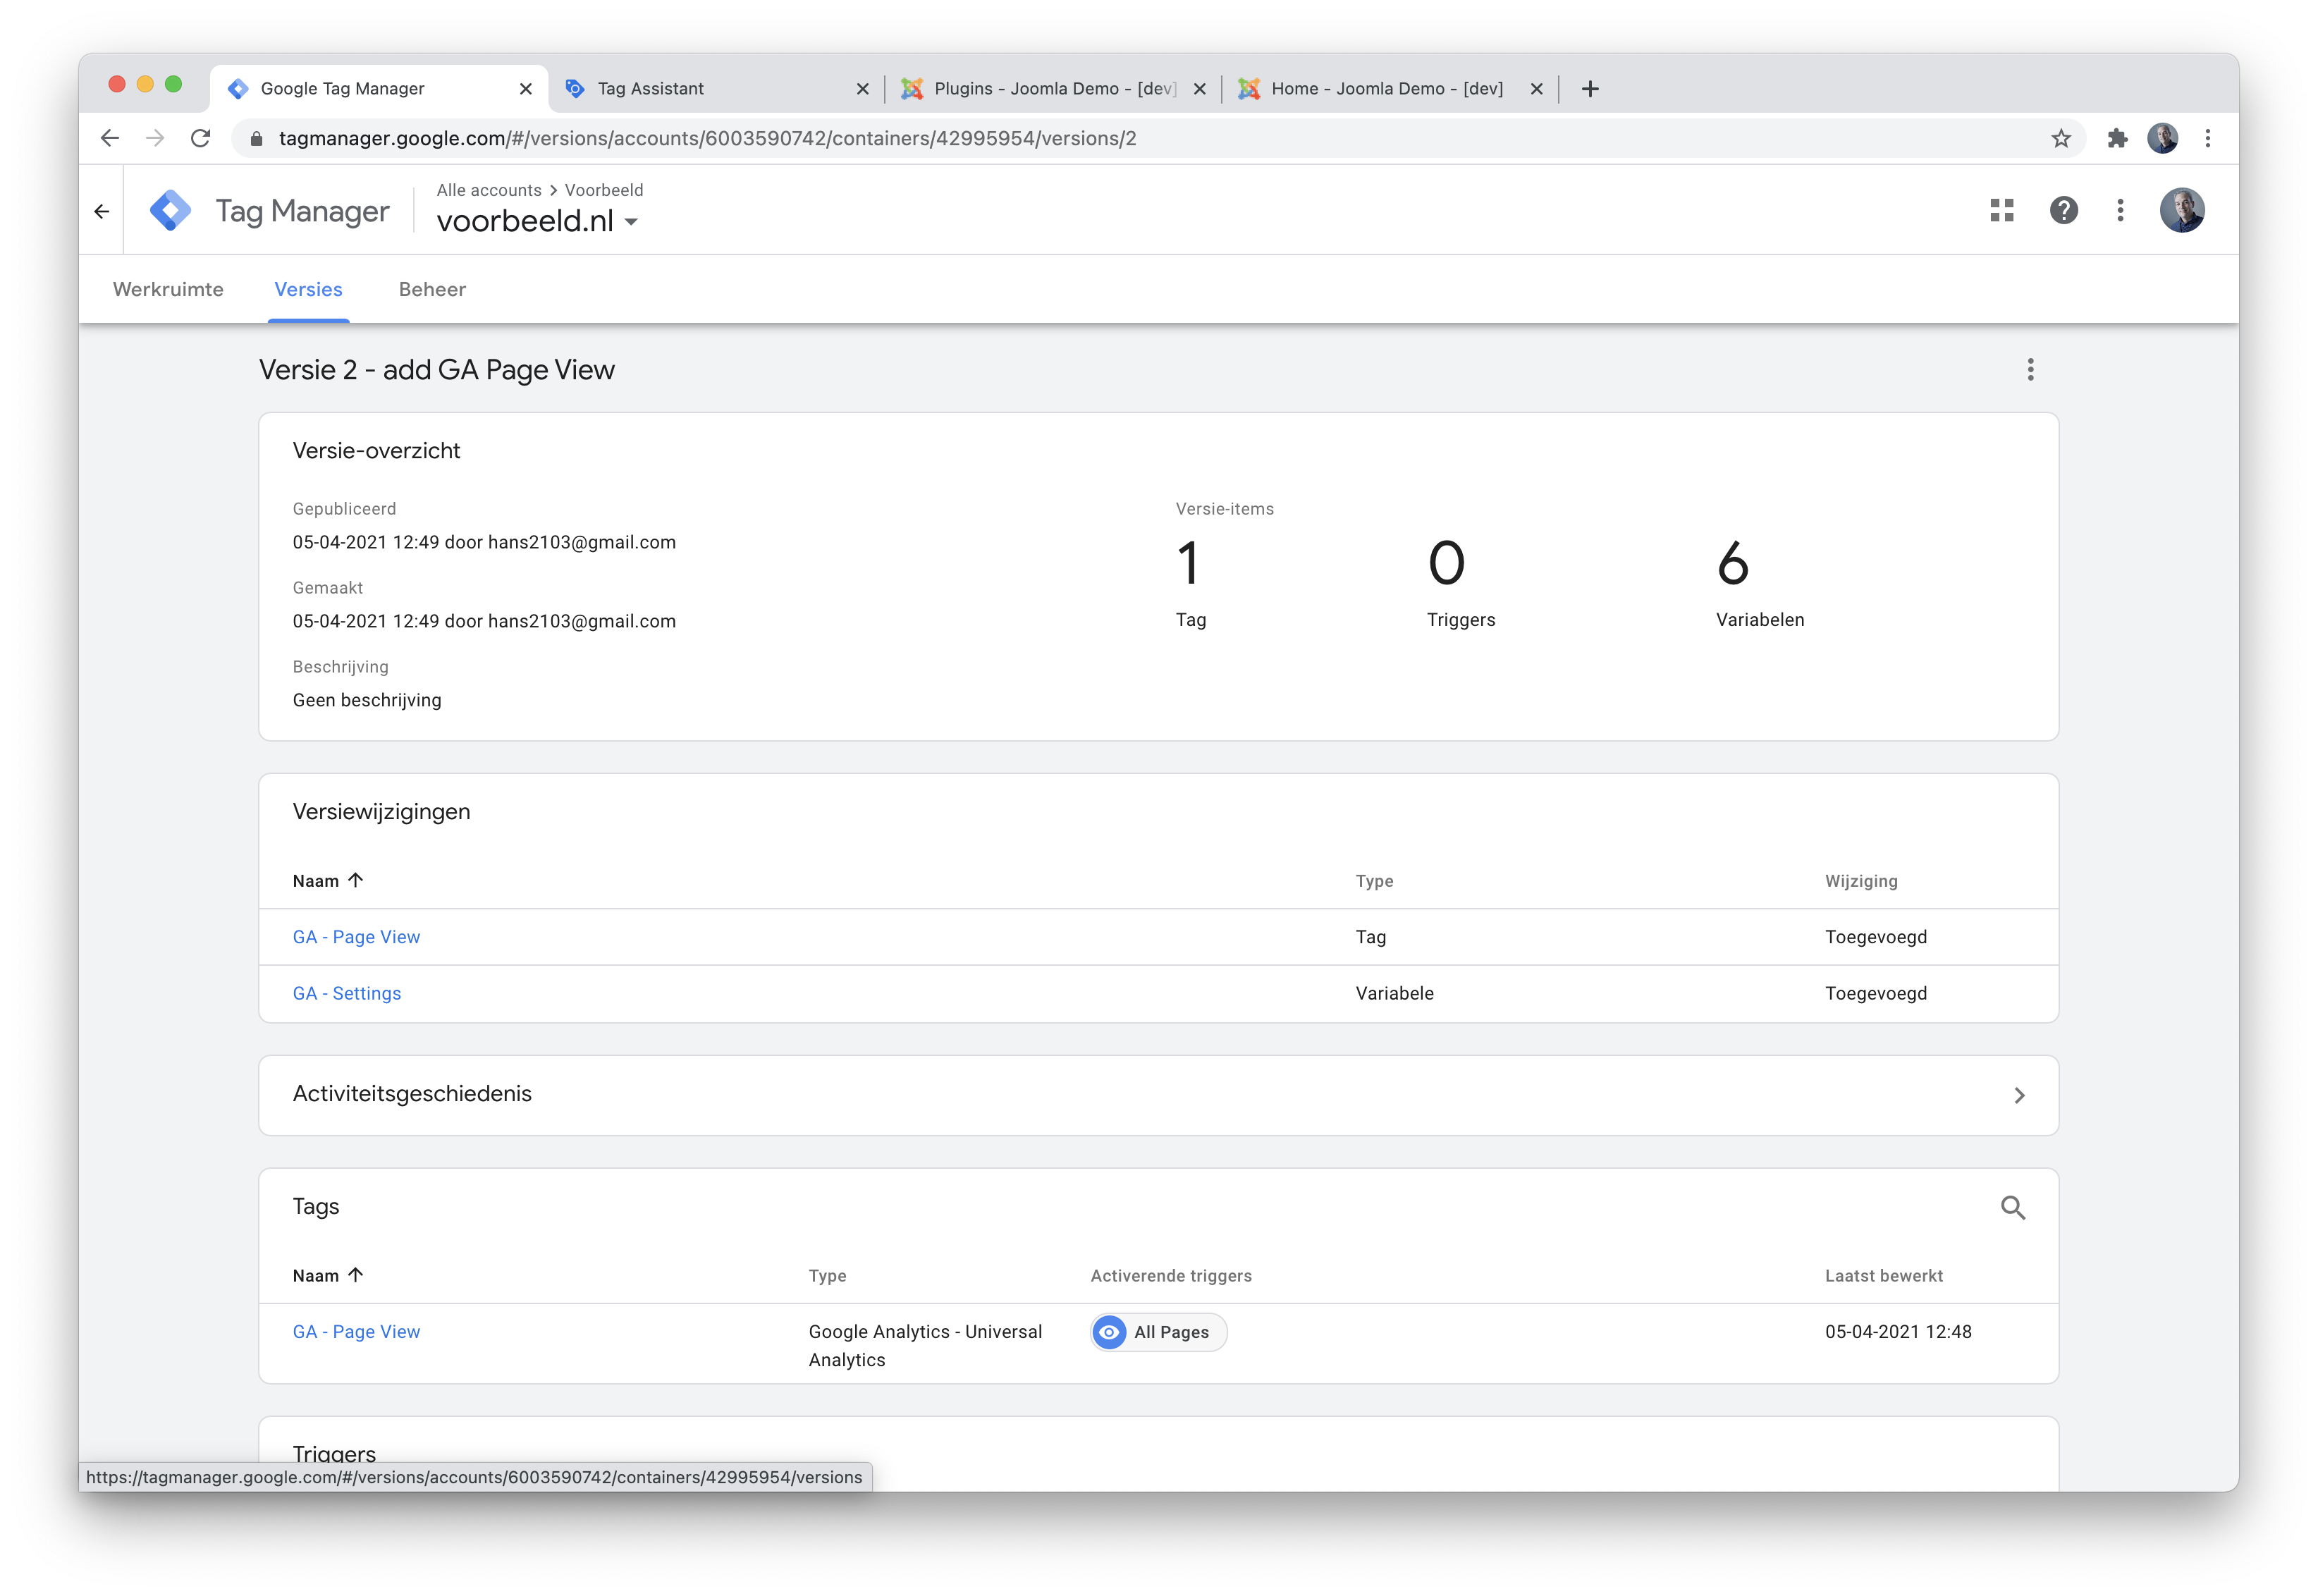 Google Tag Manager
Tag Assistant
Plugins - Joomla Demo - [dev]
Home - Joomla Demo - [dev]
tagmanager.google.com/#/versions/accounts/6003590742/containers/42995954/versions/2
Tag Manager
Alle accounts > Voorbeeld
voorbeeld.nl
Werkruimte
Versies
Beheer
Versie 2 - add GA Page View
Versie-overzicht
Gepubliceerd
05-04-2021 12:49 door hans2103@gmail.com
Gemaakt
05-04-2021 12:49 door hans2103@gmail.com
Beschrijving
Geen beschrijving
Versie-items
1 0 6
Tag Triggers Variabelen
Versiewijzigingen
Naam Type Wijziging
GA - Page View Tag Toegevoegd
GA - Settings Variabele Toegevoegd
Activiteitsgeschiedenis
Tags
Naam Type Activerende triggers Laatst bewerkt
GA - Page View Google Analytics - Universal All Pages 05-04-2021 12:48
Analytics
Triggers
https://tagmanager.google.com/#/versions/accounts/6003590742/containers/42995954/versions